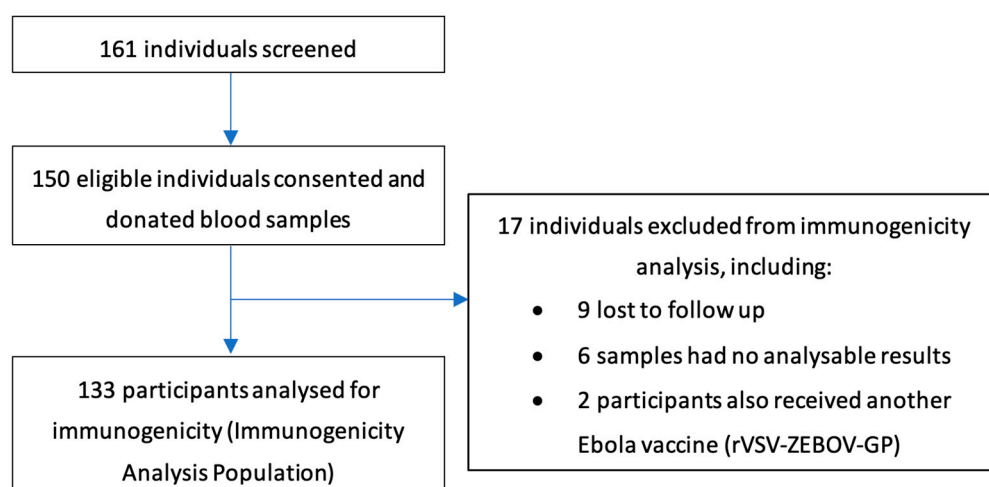 161 individuals screened
150 eligible individuals consented and
donated blood samples
17 individuals excluded from immunogenicity
analysis, including:
• 9 lost to follow up
• 6 samples had no analysable results
• 2 participants also received another
Ebola vaccine (rVSV-ZEBOV-GP)
133 participants analysed for
immunogenicity (Immunogenicity
Analysis Population)